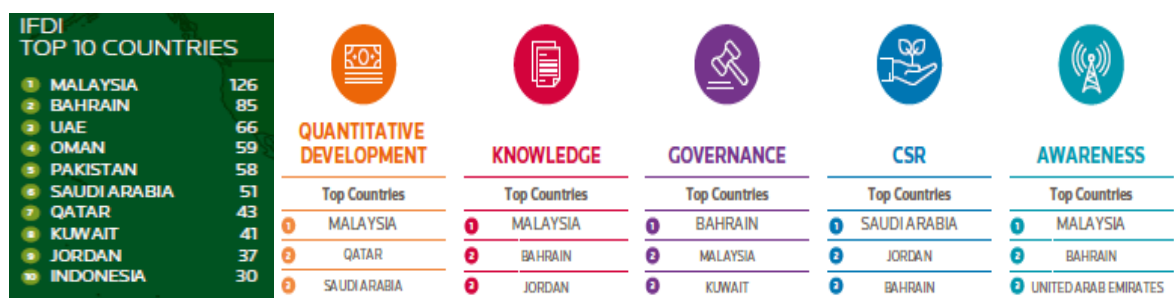 IFDI
TOP 10 COUNTRIES
1 MALAYSIA 126
2 BAHRAIN 85
3 UAE 66
4 OMAN 59
5 PAKISTAN 58
6 SAUDI ARABIA 51
7 QATAR 43
8 KUWAIT 41
9 JORDAN 37
10 INDONESIA 30
QUANTITATIVE
DEVELOPMENT
Top Countries
1 MALAYSIA
2 QATAR
3 SAUDI ARABIA
KNOWLEDGE
Top Countries
1 MALAYSIA
2 BAHRAIN
3 JORDAN
GOVERNANCE
Top Countries
1 BAHRAIN
2 MALAYSIA
3 KUWAIT
CSR
Top Countries
1 SAUDI ARABIA
2 JORDAN
3 BAHRAIN
AWARENESS
Top Countries
1 MALAYSIA
2 BAHRAIN
3 UNITED ARAB EMIRATES